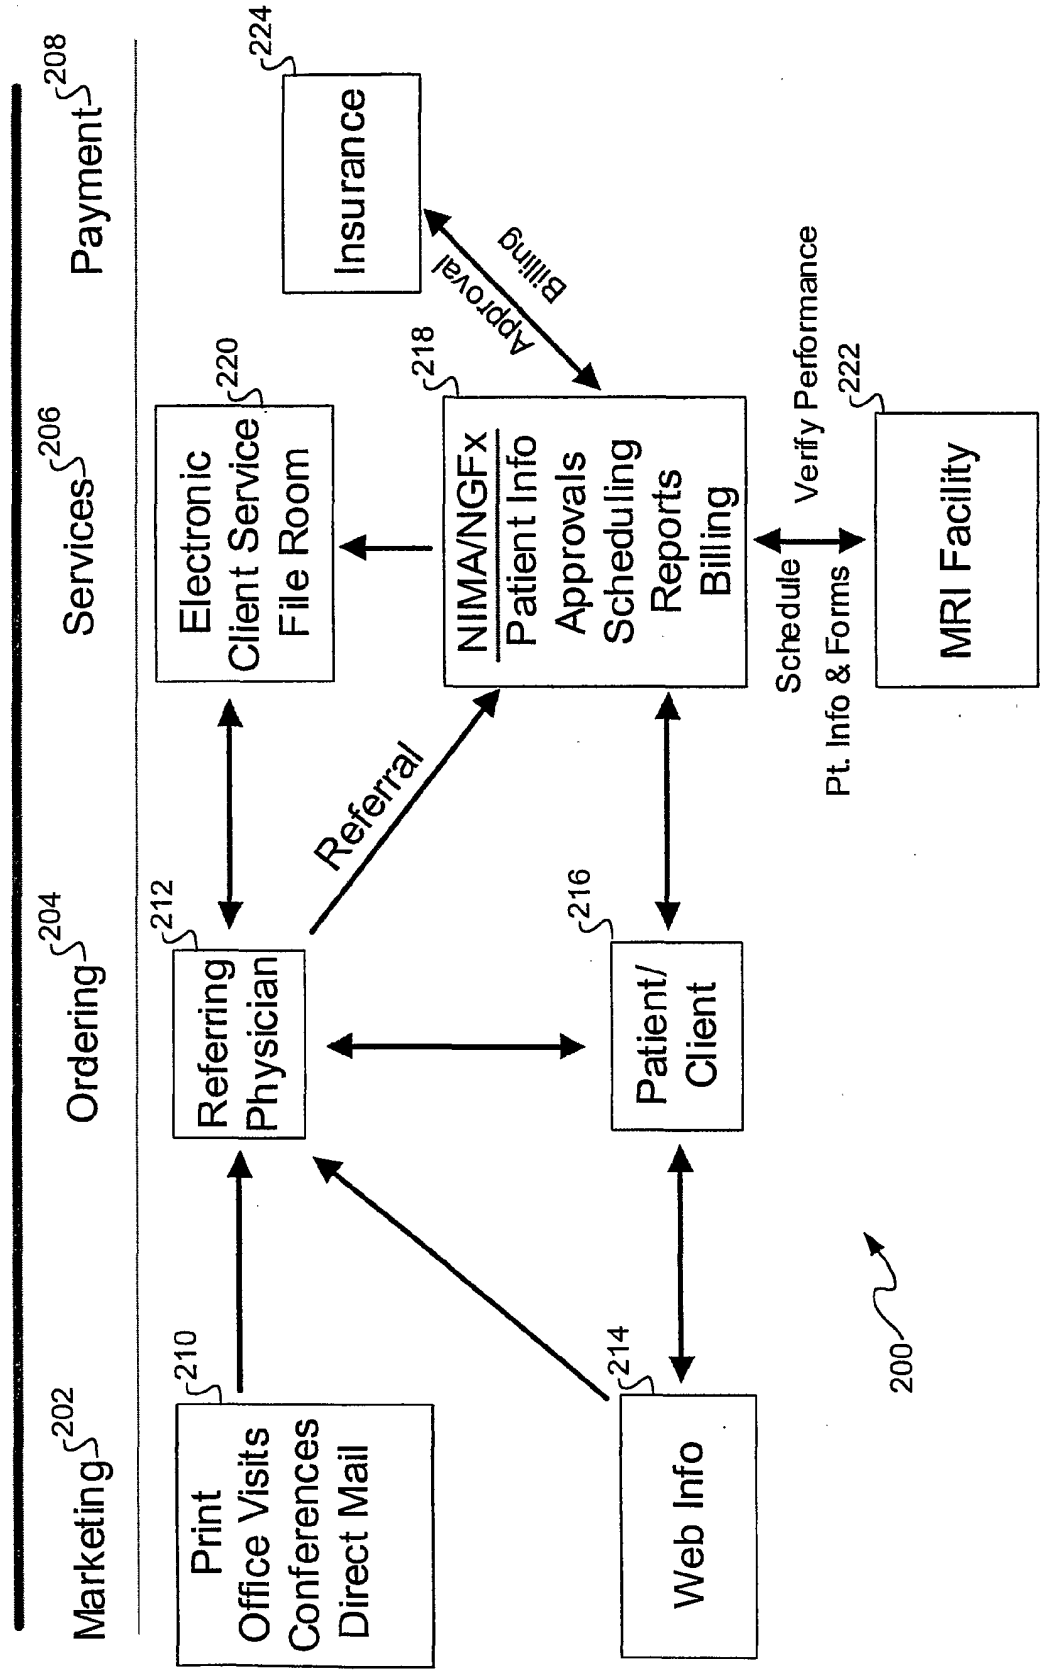 Marketing 202
Ordering 204
Services 206
Payment 208
210
Print
Office Visits
Conferences
Direct Mail
212
Referring
Physician
220
Electronic
Client Service
File Room
224
Insurance
Referral
Approval
Billing
218
NIMA/NGFx
Patient Info
Approvals
Scheduling
Reports
Billing
214
Web Info
216
Patient/
Client
Schedule
Pt. Info & Forms
Verify Performance
222
MRI Facility
200